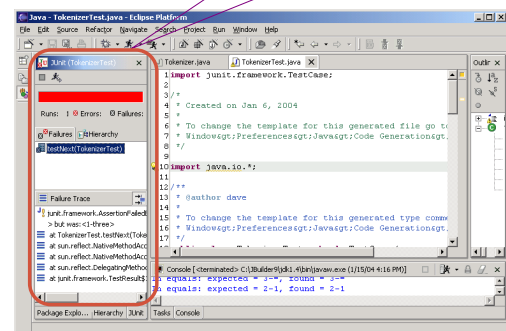 Java - TokenizerTest.java - Eclipse Platform
File Edit Source Refactor Navigate Search Project Run Window Help
JUnit (TokenizerTest)
Runs: 1 Errors: 0 Failures:
Failures Hierarchy
testNext(TokenizerTest)
Failure Trace
junit.framework.AssertionFailedE
> but was:<1-three>
at TokenizerTest.testNext(Toke
at sun.reflect.NativeMethodAcc
at sun.reflect.NativeMethodAcc
at sun.reflect.DelegatingMethoc
at junit.framework.TestResult$
Package Explo... Hierarchy JUnit
Tokenizer.java TokenizerTest.java
1 import junit.framework.TestCase;
2
3 /*
4 * Created on Jan 6, 2004
5 *
6 * To change the template for this generated file go to
7 * Window&gt;Preferences&gt;Java&gt;Code Generation&gt.
8 */
9
10 import java.io.*;
11
12 /**
13 * @author dave
14 *
15 * To change the template for this generated type comme
16 * Window&gt;Preferences&gt;Java&gt;Code Generation&gt.
17 */
Outlir
Console [<terminated> C:\JBuilder9\jdk1.4\bin\javaw.exe (1/15/04 4:16 PM)]
In equals: expected = 3-=, found = 3-=
In equals: expected = 2-1, found = 2-1
Tasks Console